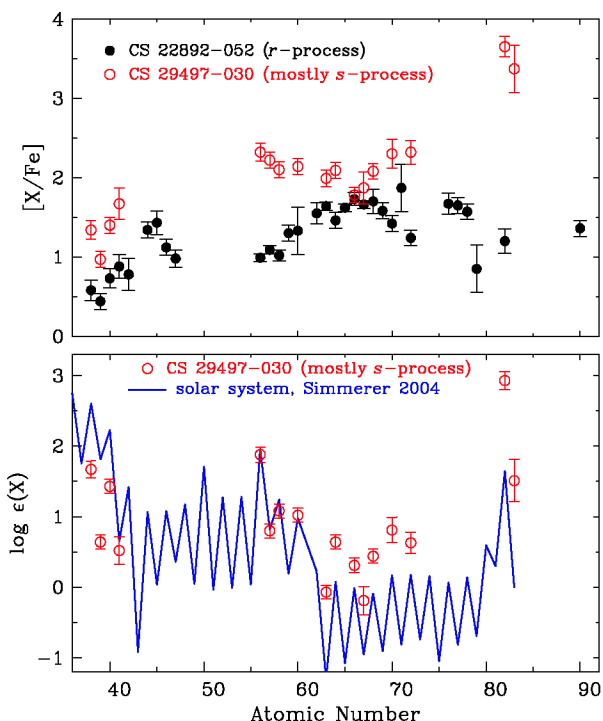 4
3
2
1
0
[X/Fe]
CS 22892−052 (r−process)
CS 29497−030 (mostly s−process)
3
2
1
0
−1
log ϵ(X)
CS 29497−030 (mostly s−process)
solar system, Simmerer 2004
40 50 60 70 80 90
Atomic Number